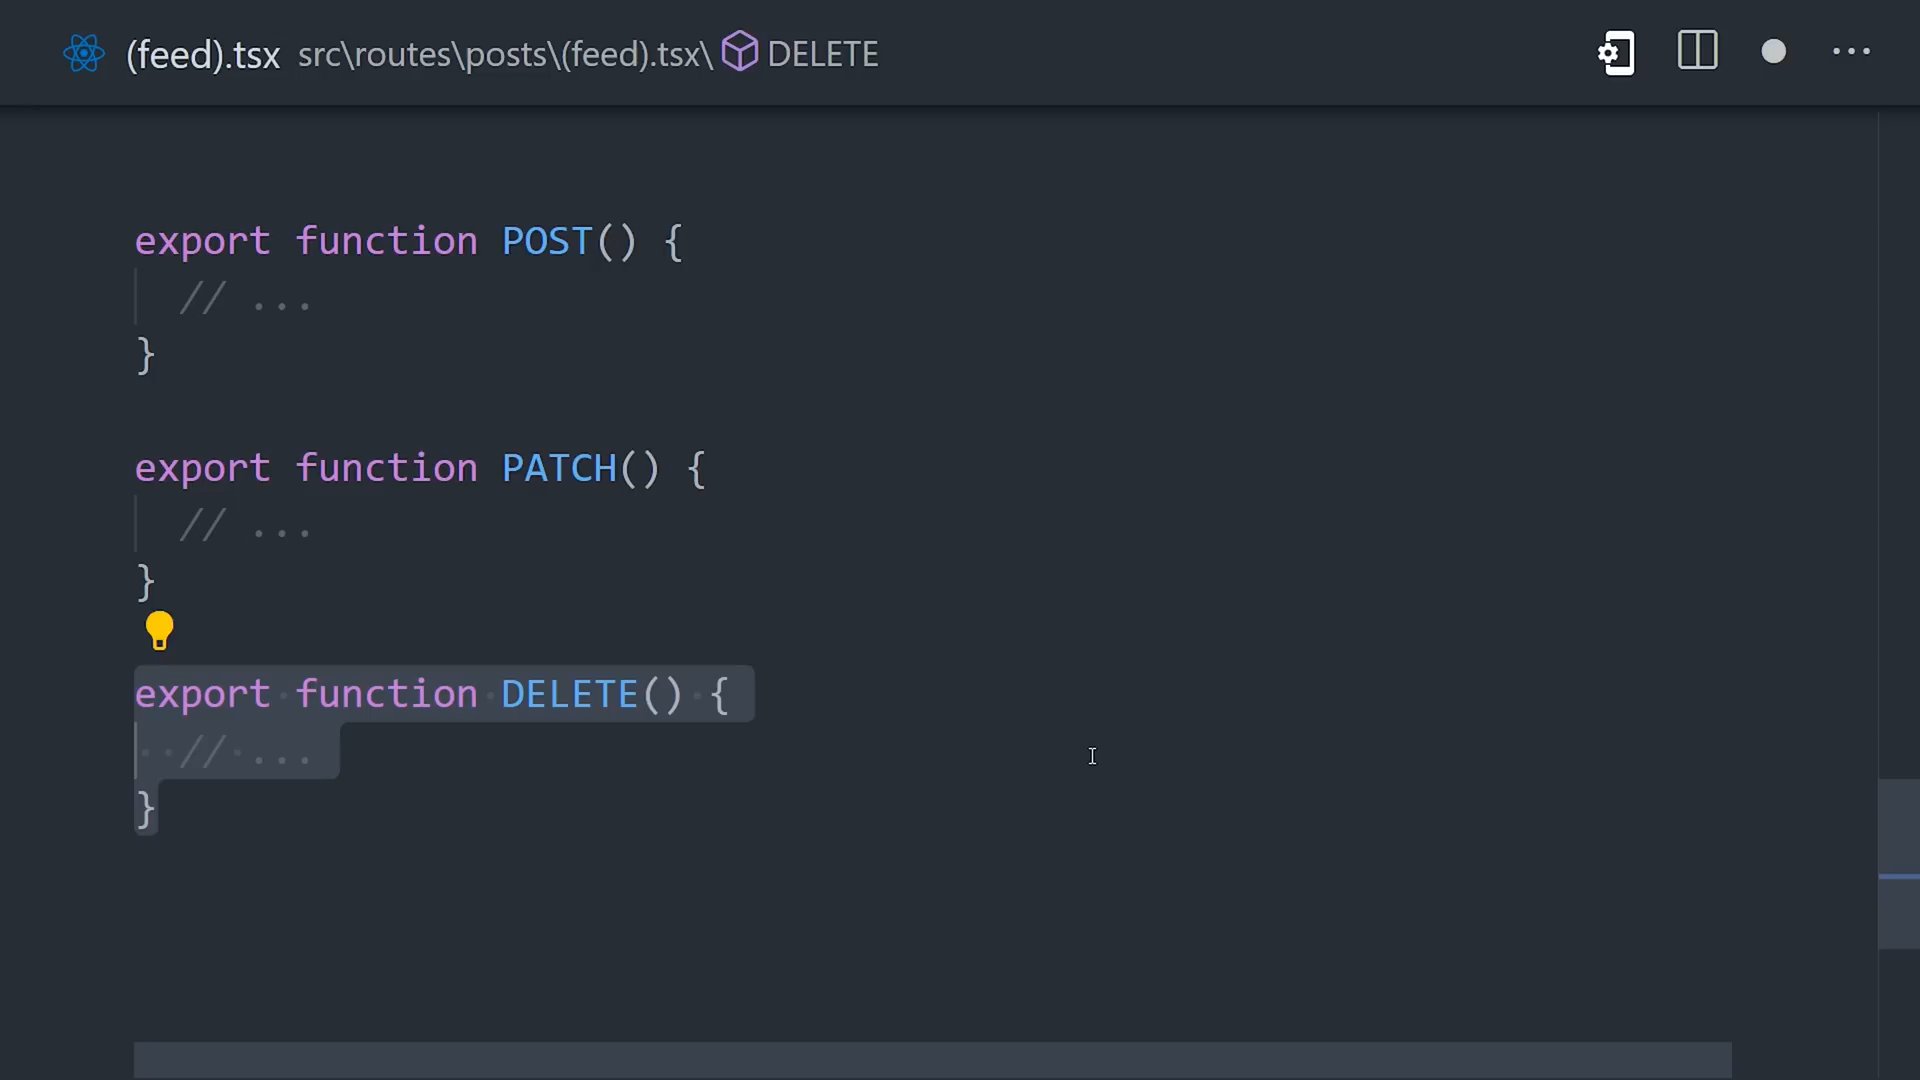 (feed).tsx src\routes\posts\(feed).tsx\ DELETE
export function POST() {
// ...
}
export function PATCH() {
// ...
}
export function DELETE() {
// ...
}